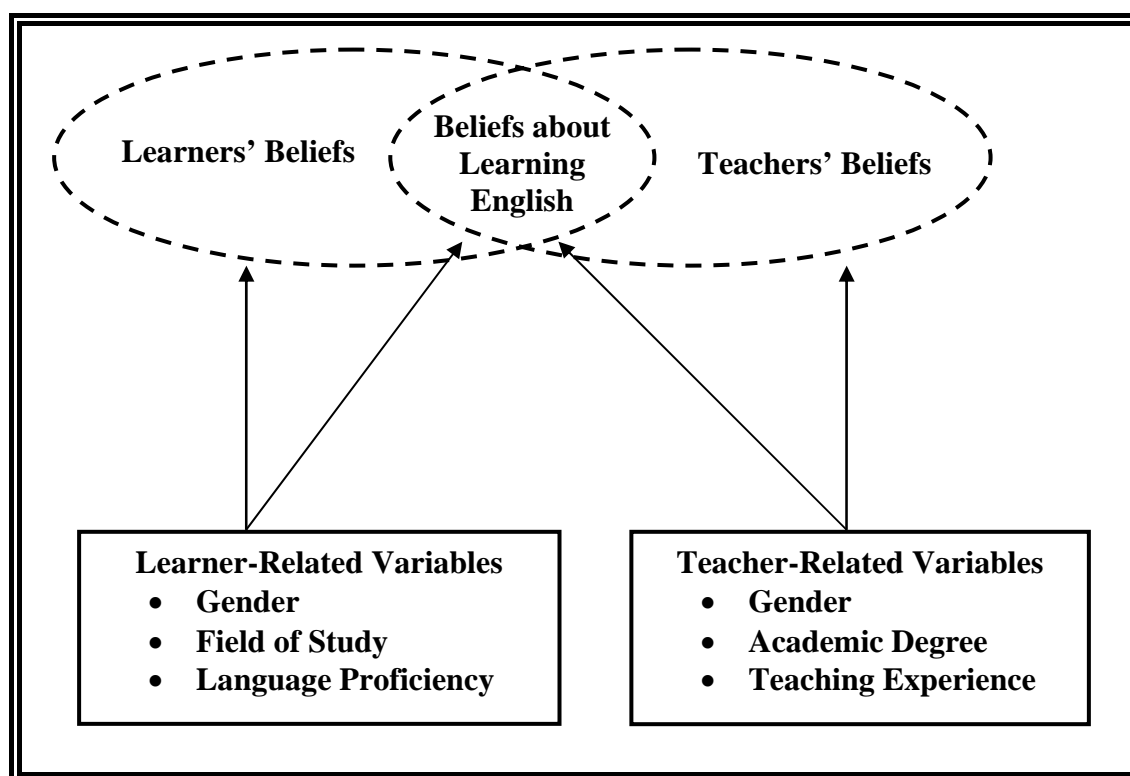 Learners’ Beliefs
Beliefs about
Learning
English
Teachers’ Beliefs
Learner-Related Variables
• Gender
• Field of Study
• Language Proficiency
Teacher-Related Variables
• Gender
• Academic Degree
• Teaching Experience